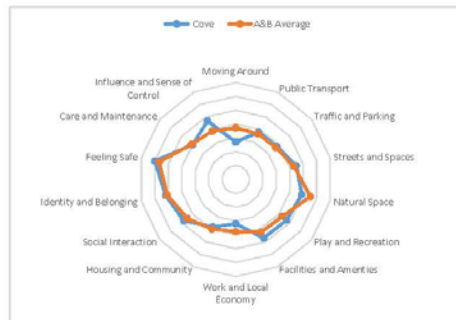 Cove A&B Average
Moving Around
Influence and Sense of
Control
Public Transport
Care and Maintenance
Traffic and Parking
Feeling Safe
Streets and Spaces
Identity and Belonging
Natural Space
Social Interaction
Play and Recreation
Housing and Community
Facilities and Amenties
Work and Local
Economy